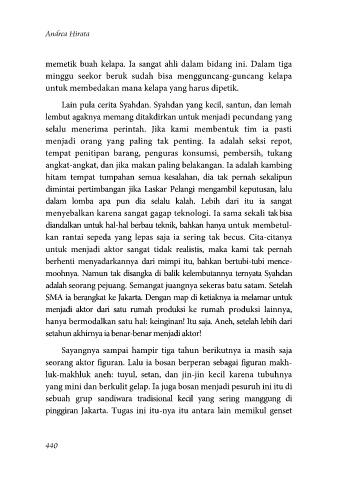 Andrea Hirata
memetik buah kelapa. Ia sangat ahli dalam bidang ini. Dalam tiga
minggu seekor beruk sudah bisa mengguncang-guncang kelapa
untuk membedakan mana kelapa yang harus dipetik.
Lain pula cerita Syahdan. Syahdan yang kecil, santun, dan lemah
lembut agaknya memang ditakdirkan untuk menjadi pecundang yang
selalu menerima perintah. Jika kami membentuk tim ia pasti
menjadi orang yang paling tak penting. Ia adalah seksi repot,
tempat penitipan barang, penguras konsumsi, pembersih, tukang
angkat-angkat, dan jika makan paling belakangan. Ia adalah kambing
hitam tempat tumpahan semua kesalahan, dia tak pernah sekalipun
dimintai pertimbangan jika Laskar Pelangi mengambil keputusan, lalu
dalam lomba apa pun dia selalu kalah. Lebih dari itu ia sangat
menyebalkan karena sangat gagap teknologi. Ia sama sekali tak bisa
diandalkan untuk hal-hal berbau teknik, bahkan hanya untuk membetul-
kan rantai sepeda yang lepas saja ia sering tak becus. Cita-citanya
untuk menjadi aktor sangat tidak realistis, maka kami tak pernah
berhenti menyadarkannya dari mimpi itu, bahkan bertubi-tubi mence-
moohnya. Namun tak disangka di balik kelembutannya ternyata Syahdan
adalah seorang pejuang. Semangat juangnya sekeras batu satam. Setelah
SMA ia berangkat ke Jakarta. Dengan map di ketiaknya ia melamar untuk
menjadi aktor dari satu rumah produksi ke rumah produksi lainnya,
hanya bermodalkan satu hal: keinginan! Itu saja. Aneh, setelah lebih dari
setahun akhirnya ia benar-benar menjadi aktor!
Sayangnya sampai hampir tiga tahun berikutnya ia masih saja
seorang aktor figuran. Lalu ia bosan berperan sebagai figuran makh-
luk-makhluk aneh: tuyul, setan, dan jin-jin kecil karena tubuhnya
yang mini dan berkulit gelap. Ia juga bosan menjadi pesuruh ini itu di
sebuah grup sandiwara tradisional kecil yang sering manggung di
pinggiran Jakarta. Tugas ini itu-nya itu antara lain memikul genset
440